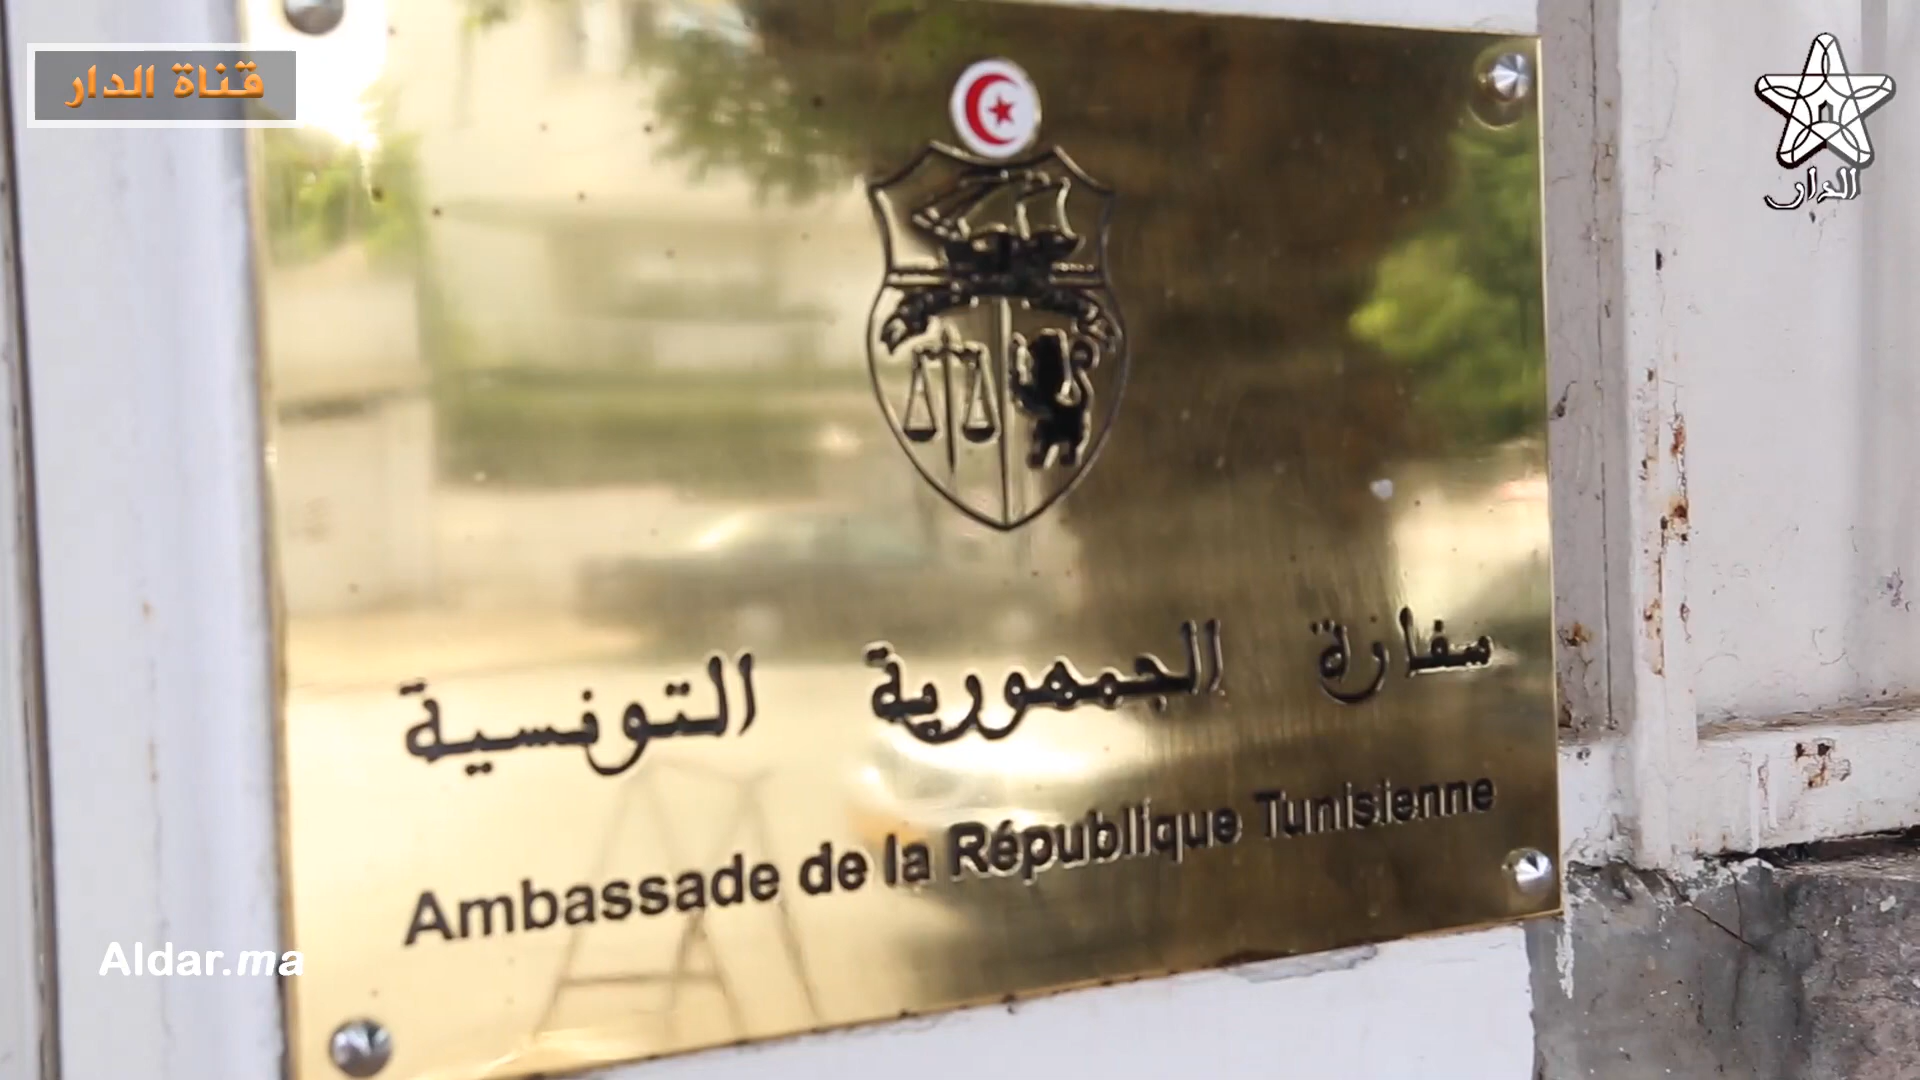 قناة الدار
الدار
سفارة الجمهورية التونسية
Ambassade de la République Tunisienne
Aldar.ma